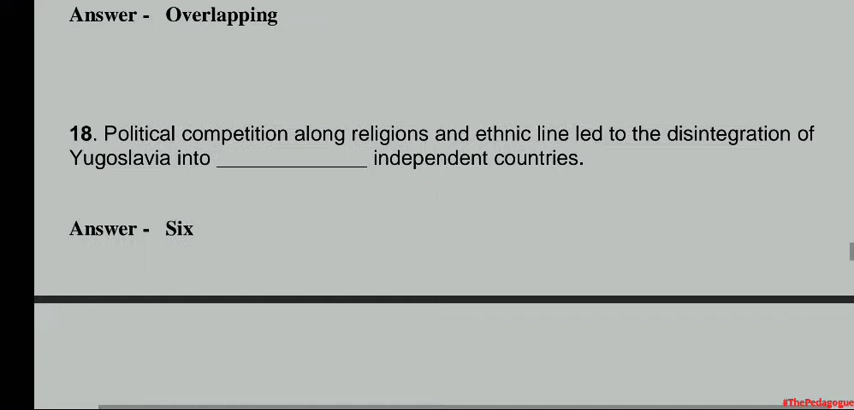 Answer - Overlapping
18. Political competition along religions and ethnic line led to the disintegration of
Yugoslavia into _____________ independent countries.
Answer - Six
#ThePedagogue